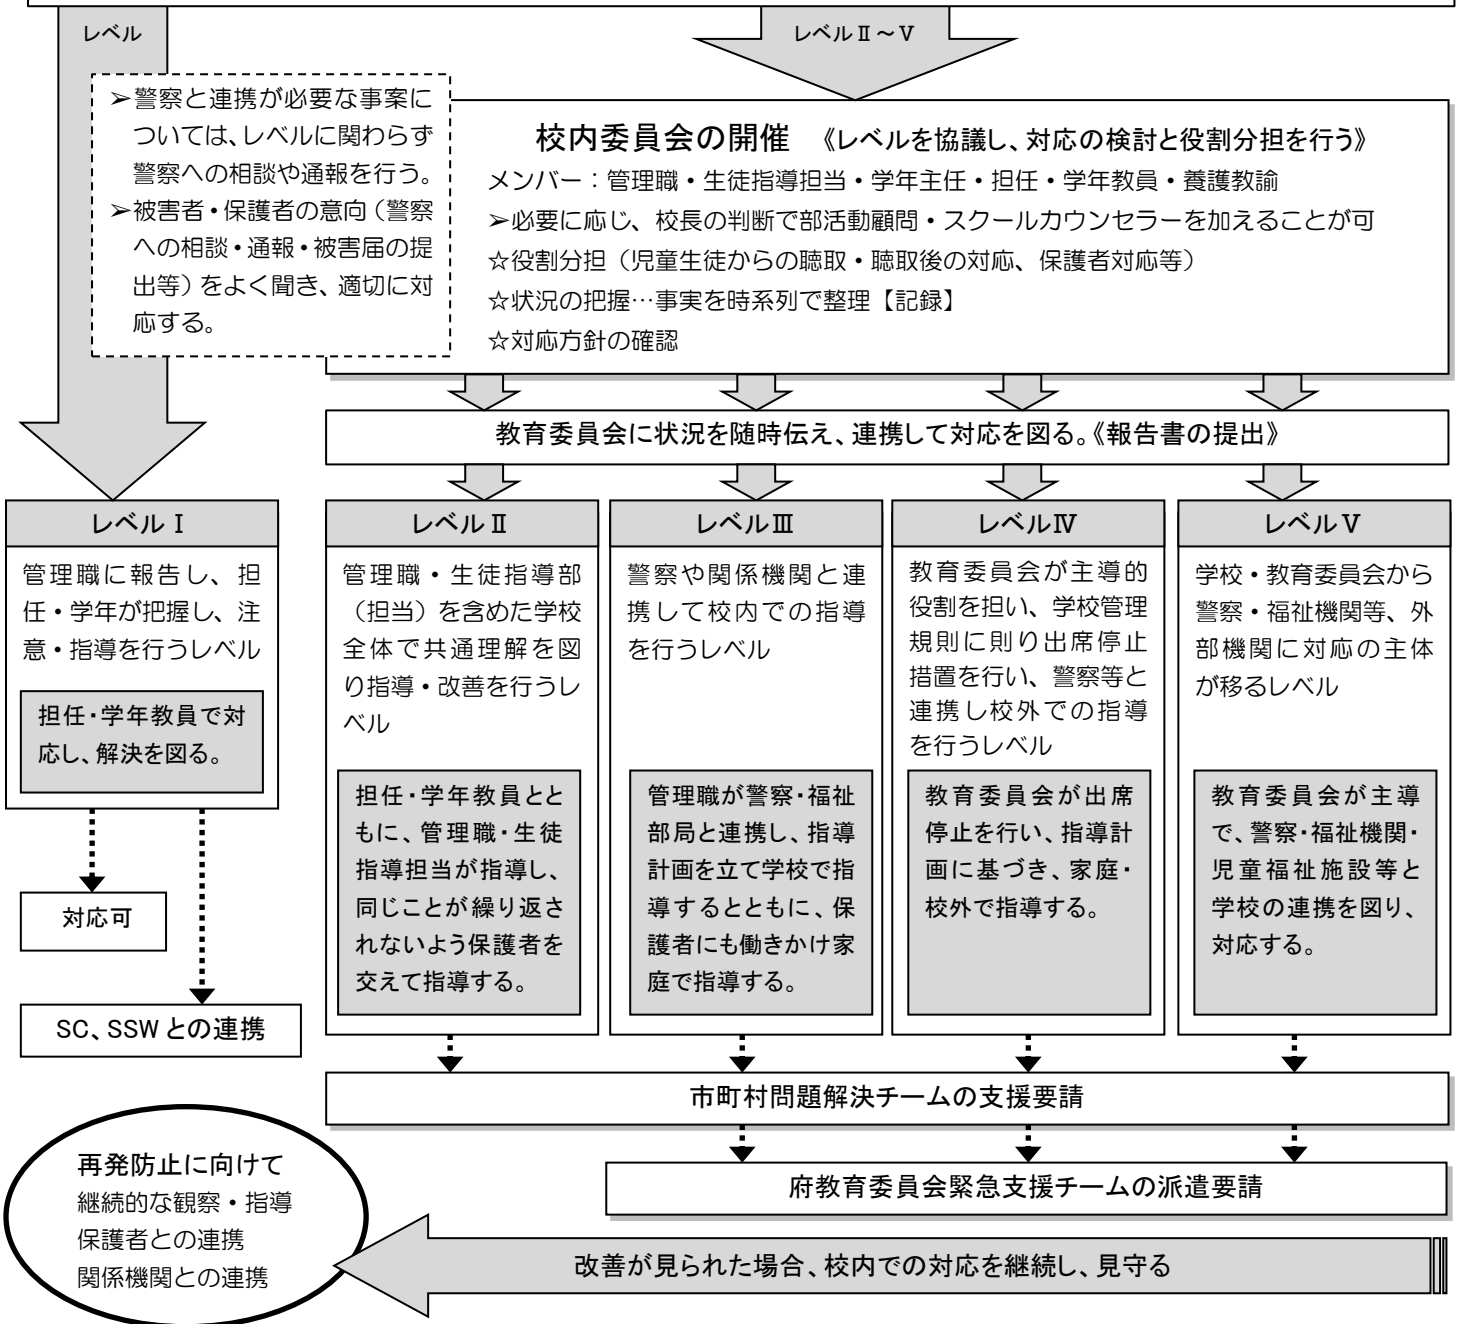 レベル
レベルⅡ～Ⅴ
➢警察と連携が必要な事案に
ついては、レベルに関わらず
警察への相談や通報を行う。
➢被害者・保護者の意向（警察
への相談・通報・被害届の提
出等）をよく聞き、適切に対
応する。
校内委員会の開催　《レベルを協議し、対応の検討と役割分担を行う》
メンバー：管理職・生徒指導担当・学年主任・担任・学年教員・養護教諭
➢必要に応じ、校長の判断で部活動顧問・スクールカウンセラーを加えることが可
☆役割分担（児童生徒からの聴取・聴取後の対応、保護者対応等）
☆状況の把握…事実を時系列で整理【記録】
☆対応方針の確認
教育委員会に状況を随時伝え、連携して対応を図る。《報告書の提出》
レベルⅠ
管理職に報告し、担
任・学年が把握し、注
意・指導を行うレベル
担任・学年教員で対
応し、解決を図る。
対応可
SC、SSWとの連携
レベルⅡ
管理職・生徒指導部
（担当）を含めた学校
全体で共通理解を図
り指導・改善を行うレ
ベル
担任・学年教員とと
もに、管理職・生徒
指導担当が指導し、
同じことが繰り返さ
れないよう保護者を
交えて指導する。
レベルⅢ
警察や関係機関と連
携して校内での指導
を行うレベル
管理職が警察・福祉
部局と連携し、指導
計画を立て学校で指
導するとともに、保
護者にも働きかけ家
庭で指導する。
レベルⅣ
教育委員会が主導的
役割を担い、学校管理
規則に則り出席停止
措置を行い、警察等と
連携し校外での指導
を行うレベル
教育委員会が出席
停止を行い、指導計
画に基づき、家庭・
校外で指導する。
レベルⅤ
学校・教育委員会から
警察・福祉機関等、外
部機関に対応の主体
が移るレベル
教育委員会が主導
で、警察・福祉機関・
児童福祉施設等と
学校の連携を図り、
対応する。
市町村問題解決チームの支援要請
府教育委員会緊急支援チームの派遣要請
改善が見られた場合、校内での対応を継続し、見守る
再発防止に向けて
継続的な観察・指導
保護者との連携
関係機関との連携